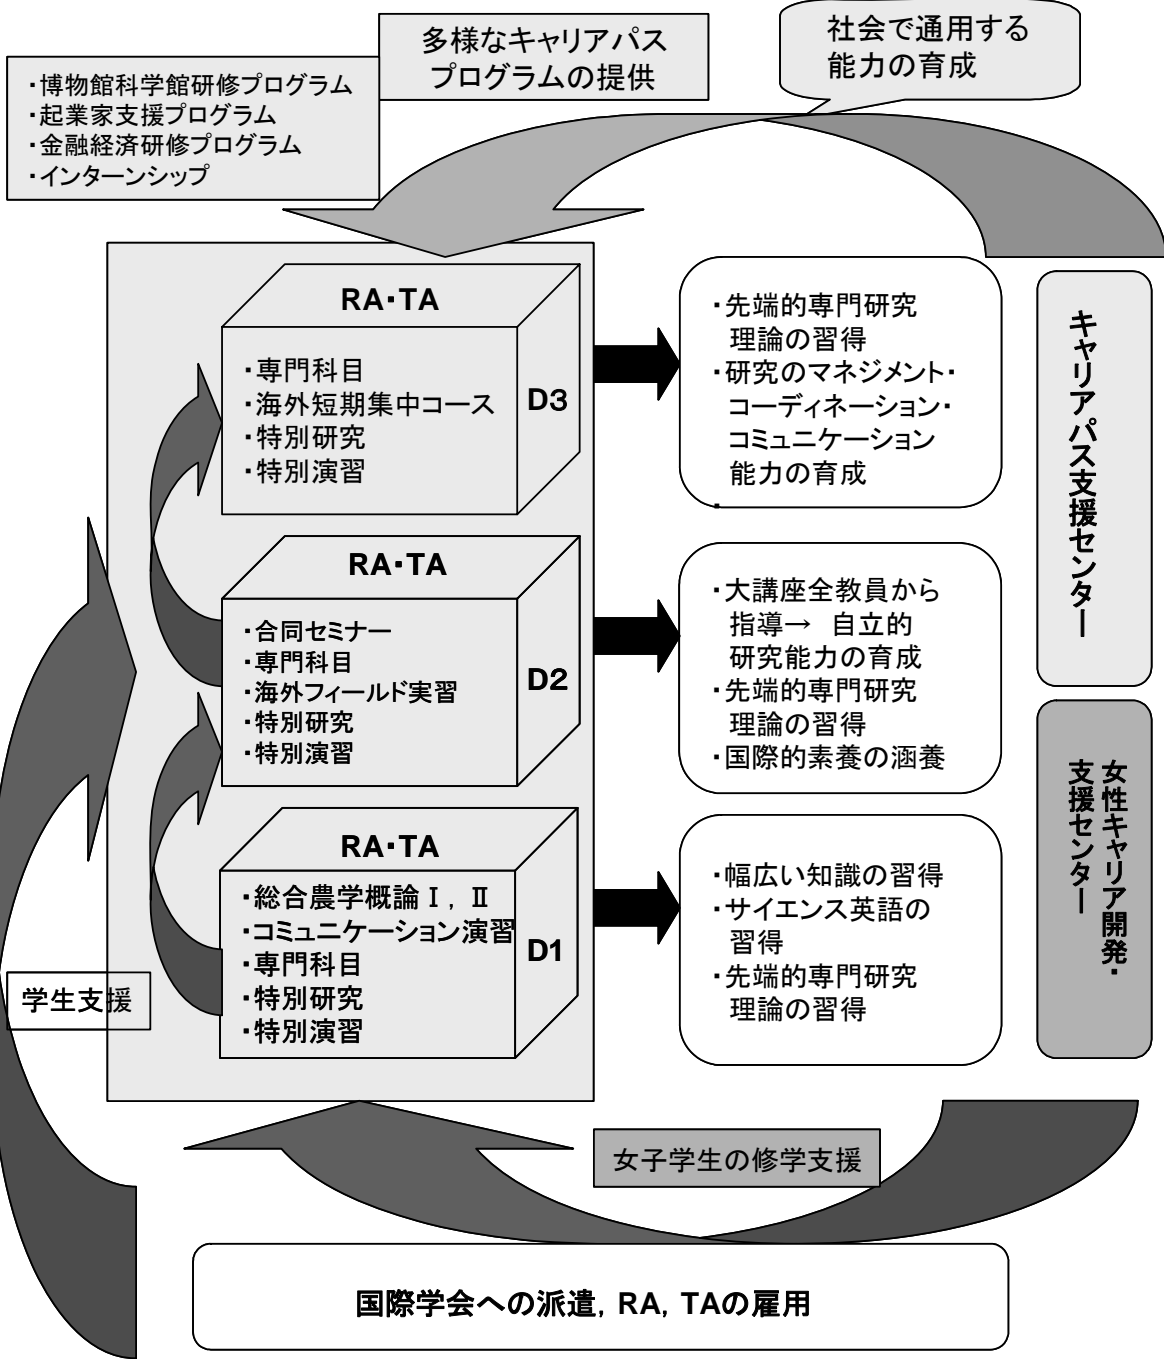 多様なキャリアパス
プログラムの提供
社会で通用する
能力の育成
・博物館科学館研修プログラム
・起業家支援プログラム
・金融経済研修プログラム
・インターンシップ
RA・TA
・専門科目
・海外短期集中コース
・特別研究
・特別演習
D3
・先端的専門研究
理論の習得
・研究のマネジメント・
コーディネーション・
コミュニケーション
能力の育成
・
キャリアパス支援センター
RA・TA
・合同セミナー
・専門科目
・海外フィールド実習
・特別研究
・特別演習
D2
・大講座全教員から
指導→　自立的
研究能力の育成
・先端的専門研究
理論の習得
・国際的素養の涵養
女性キャリア開発・
支援センター
RA・TA
・総合農学概論Ⅰ，Ⅱ
・コミュニケーション演習
・専門科目
・特別研究
・特別演習
D1
・幅広い知識の習得
・サイエンス英語の
習得
・先端的専門研究
理論の習得
学生支援
女子学生の修学支援
国際学会への派遣, RA, TAの雇用